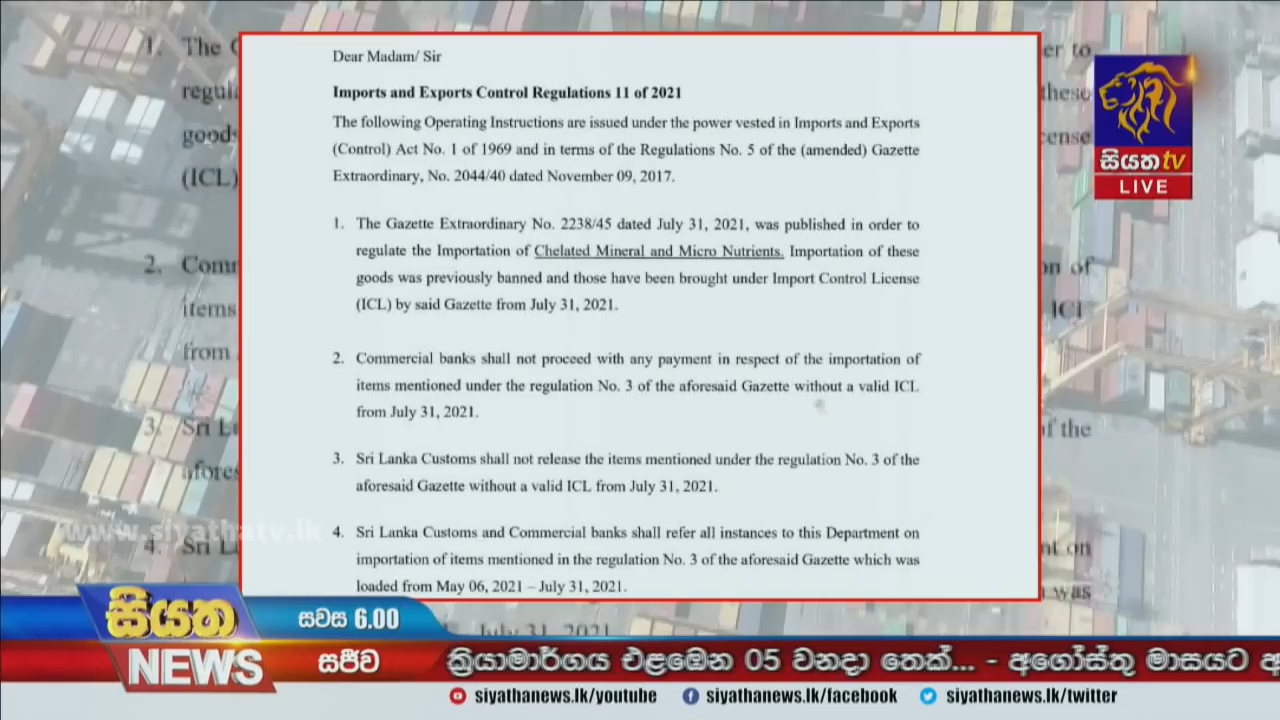 Dear Madam/ Sir
Imports and Exports Control Regulations 11 of 2021
The following Operating Instructions are issued under the power vested in Imports and Exports
(Control) Act No. 1 of 1969 and in terms of the Regulations No. 5 of the (amended) Gazette
Extraordinary, No. 2044/40 dated November 09, 2017.
1. The Gazette Extraordinary No. 2238/45 dated July 31, 2021, was published in order to
regulate the Importation of Chelated Mineral and Micro Nutrients. Importation of these
goods was previously banned and those have been brought under Import Control License
(ICL) by said Gazette from July 31, 2021.
2. Commercial banks shall not proceed with any payment in respect of the importation of
items mentioned under the regulation No. 3 of the aforesaid Gazette without a valid ICL
from July 31, 2021.
3. Sri Lanka Customs shall not release the items mentioned under the regulation No. 3 of the
aforesaid Gazette without a valid ICL from July 31, 2021.
4. Sri Lanka Customs and Commercial banks shall refer all instances to this Department on
importation of items mentioned in the regulation No. 3 of the aforesaid Gazette which was
loaded from May 06, 2021 – July 31, 2021.
සියත tv
LIVE
www.siyathatv.lk
සියත
NEWS
සවස 6.00
සජීව
ක්‍රියාමාර්ගය එළඹෙන 05 වනදා තෙක්... - අගෝස්තු මාසයට
siyathanews.lk/youtube
siyathanews.lk/facebook
siyathanews.lk/twitter